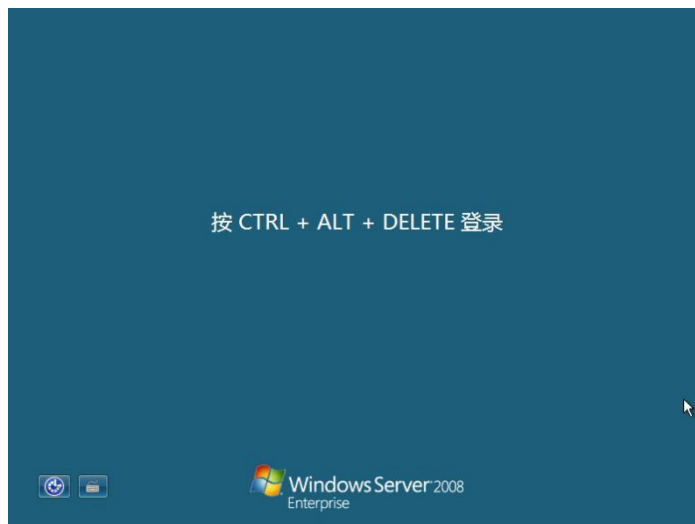 按 CTRL + ALT + DELETE 登录
Windows Server 2008
Enterprise